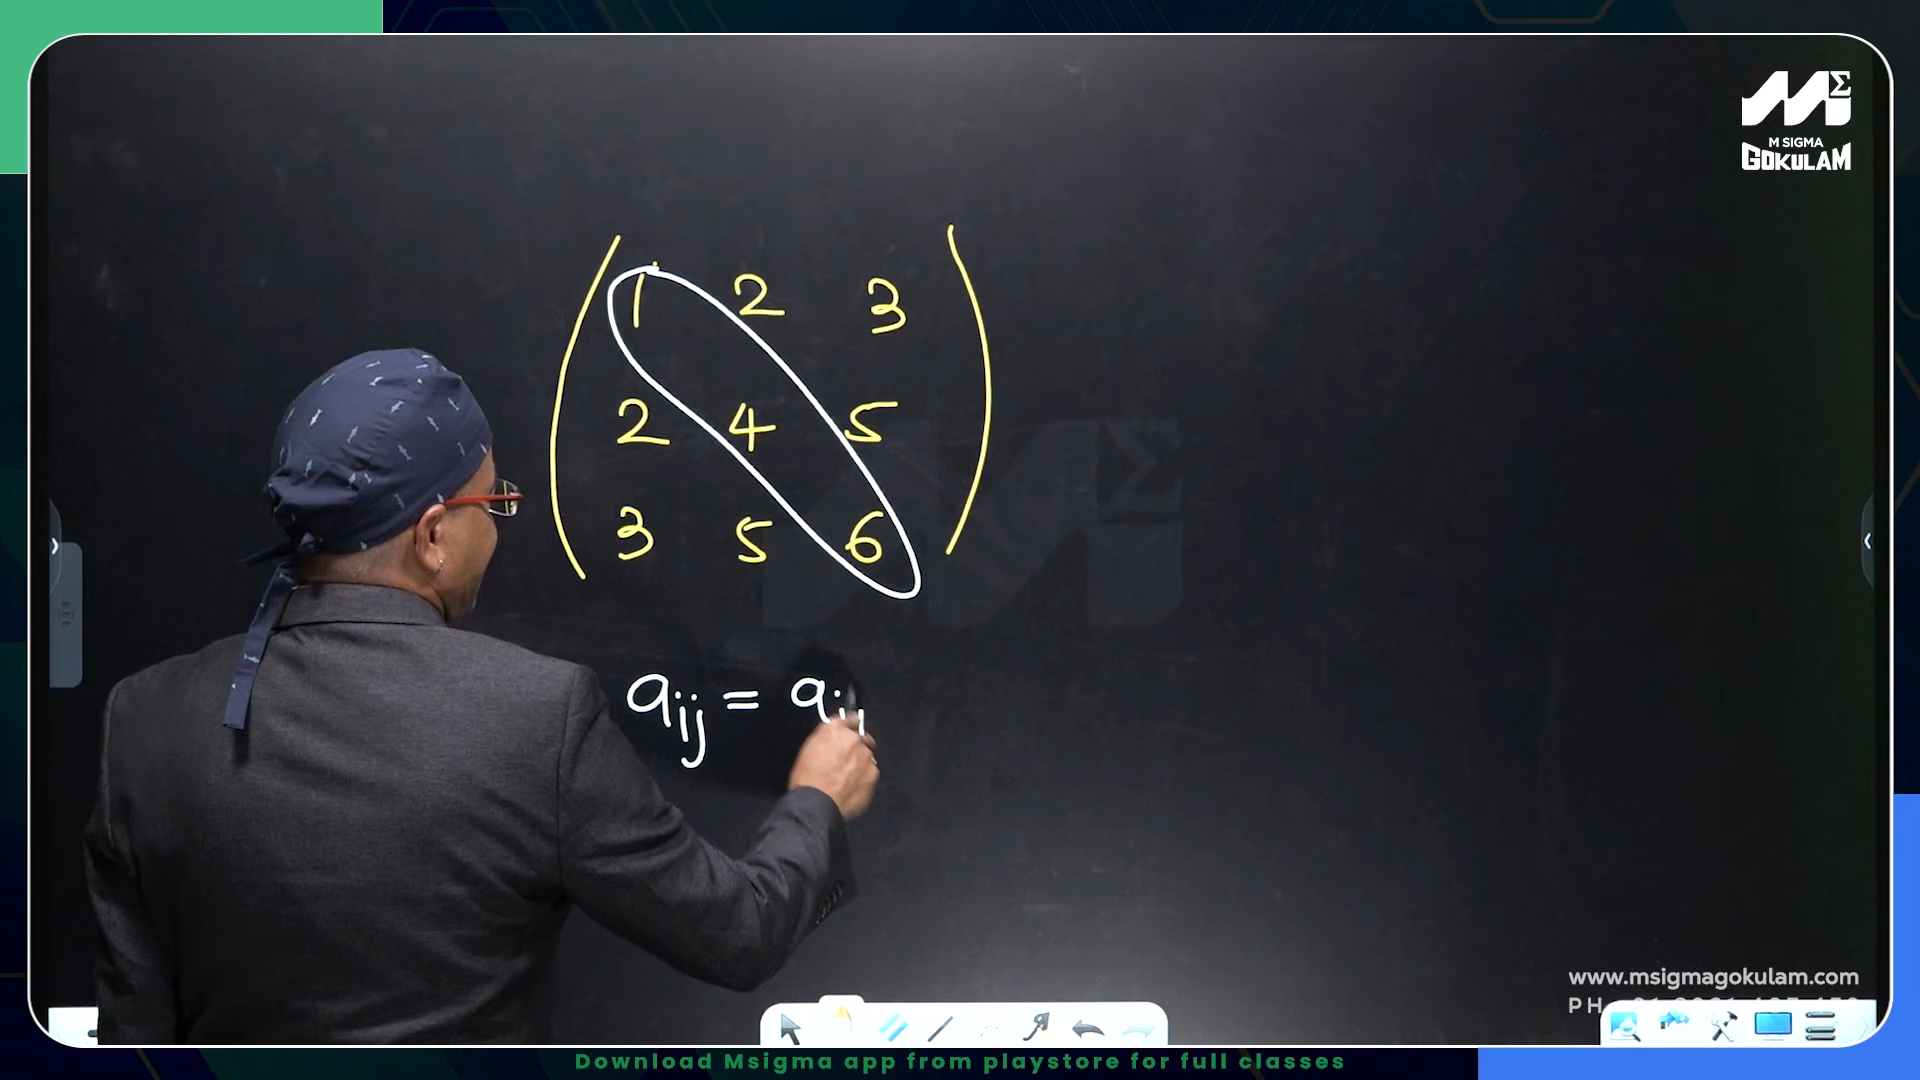 M SIGMA
GOKULAM
1 2 3
2 4 5
3 5 6
aij = a
www.msigmagokulam.com
PH
Download Msigma app from playstore for full classes